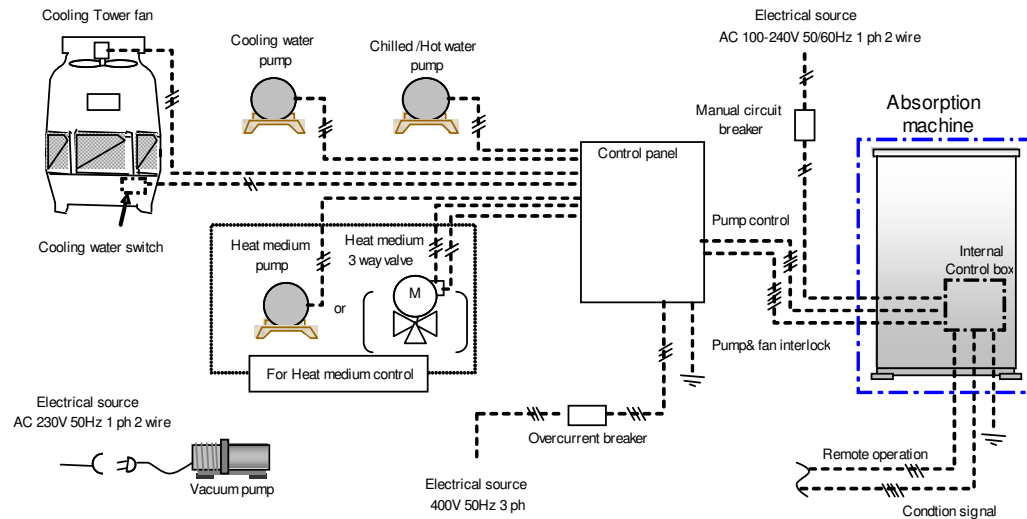 Cooling Tower fan
Cooling water
pump
Chilled /Hot water
pump
Electrical source
AC 100-240V 50/60Hz 1 ph 2 wire
Manual circuit
breaker
Absorption
machine
Control panel
Cooling water switch
Heat medium
pump
Heat medium
3 way valve
M
or
For Heat medium control
Pump control
Internal
Control box
Pump& fan interlock
Electrical source
AC 230V 50Hz 1 ph 2 wire
Vacuum pump
Overcurrent breaker
Electrical source
400V 50Hz 3 ph
Remote operation
Condtion signal